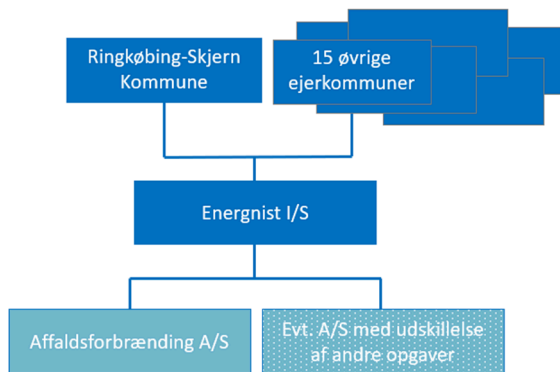 Ringkøbing-Skjern
Kommune
15 øvrige
ejerkommuner
Energnist I/S
Affaldsforbrænding A/S
Evt. A/S med udskillelse
af andre opgaver